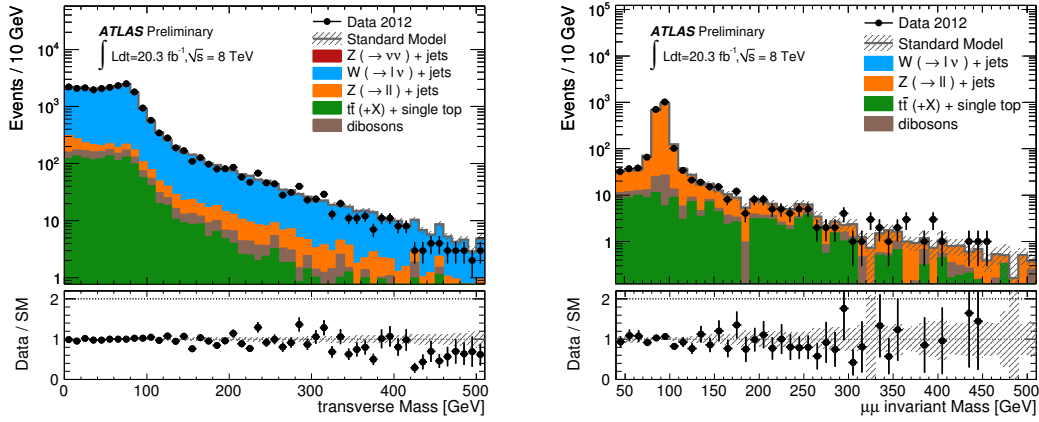 Events / 10 GeV
10⁴
10³
10²
10
1
ATLAS Preliminary
∫ Ldt=20.3 fb⁻¹,√s = 8 TeV
Data 2012
Standard Model
Z (→ νν) + jets
W (→ l ν) + jets
Z (→ ll) + jets
tt̄ (+X) + single top
dibosons
Data / SM
2
1
0
0 100 200 300 400 500
transverse Mass [GeV]
Events / 10 GeV
10⁵
10⁴
10³
10²
10
1
ATLAS Preliminary
∫ Ldt=20.3 fb⁻¹,√s = 8 TeV
Data 2012
Standard Model
W (→ l ν) + jets
Z (→ ll) + jets
tt̄ (+X) + single top
dibosons
Data / SM
2
1
0
50 100 150 200 250 300 350 400 450 500
μμ invariant Mass [GeV]